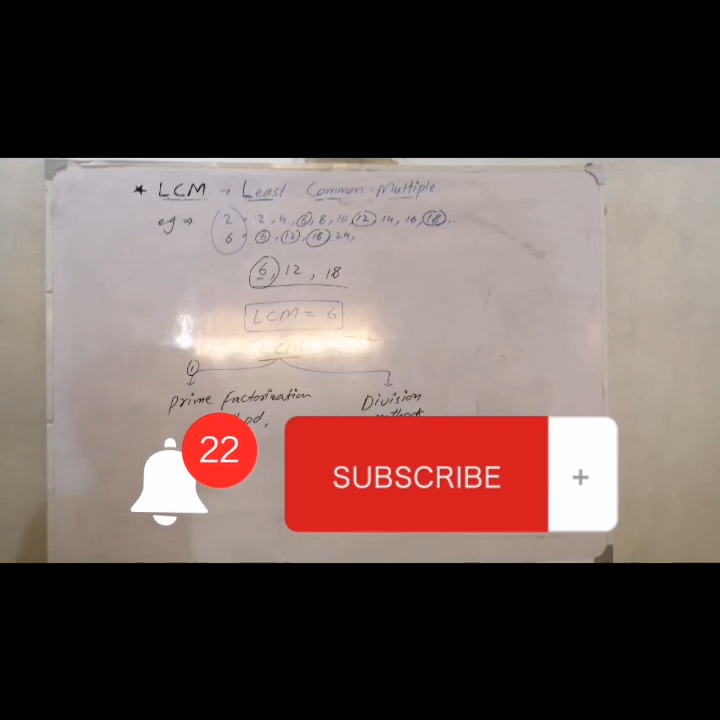 * LCM → Least Common Multiple
eg ⇒ 2 = 2, 4, 6, 8, 10, 12, 14, 16, 18...
6 = 6, 12, 18, 24,
6, 12, 18
LCM = 6
LCM
1
Prime factorization
Division
22
SUBSCRIBE +